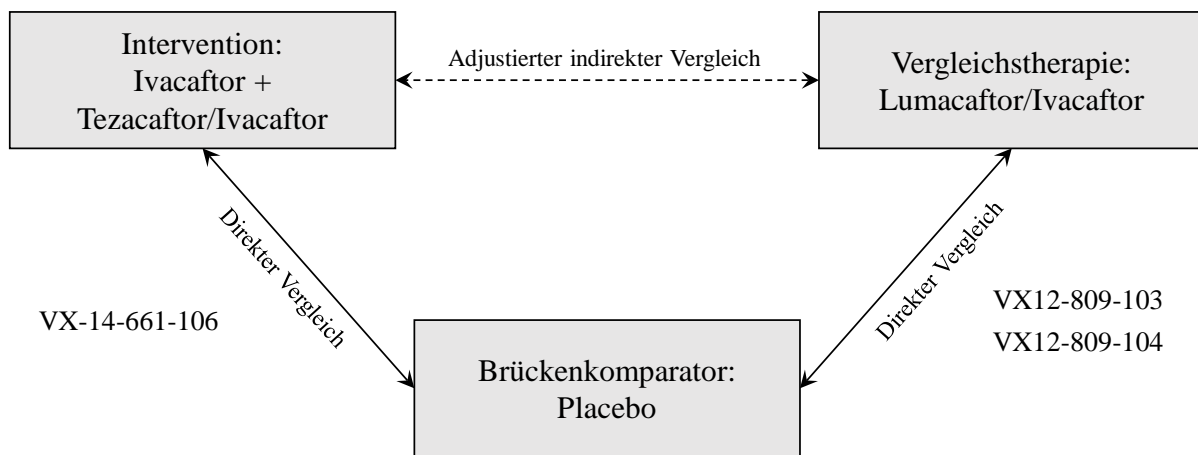 Intervention:
Ivacaftor +
Tezacaftor/Ivacaftor
Adjustierter indirekter Vergleich
Vergleichstherapie:
Lumacaftor/Ivacaftor
Direkter Vergleich
Direkter Vergleich
VX-14-661-106
VX12-809-103
VX12-809-104
Brückenkomparator:
Placebo